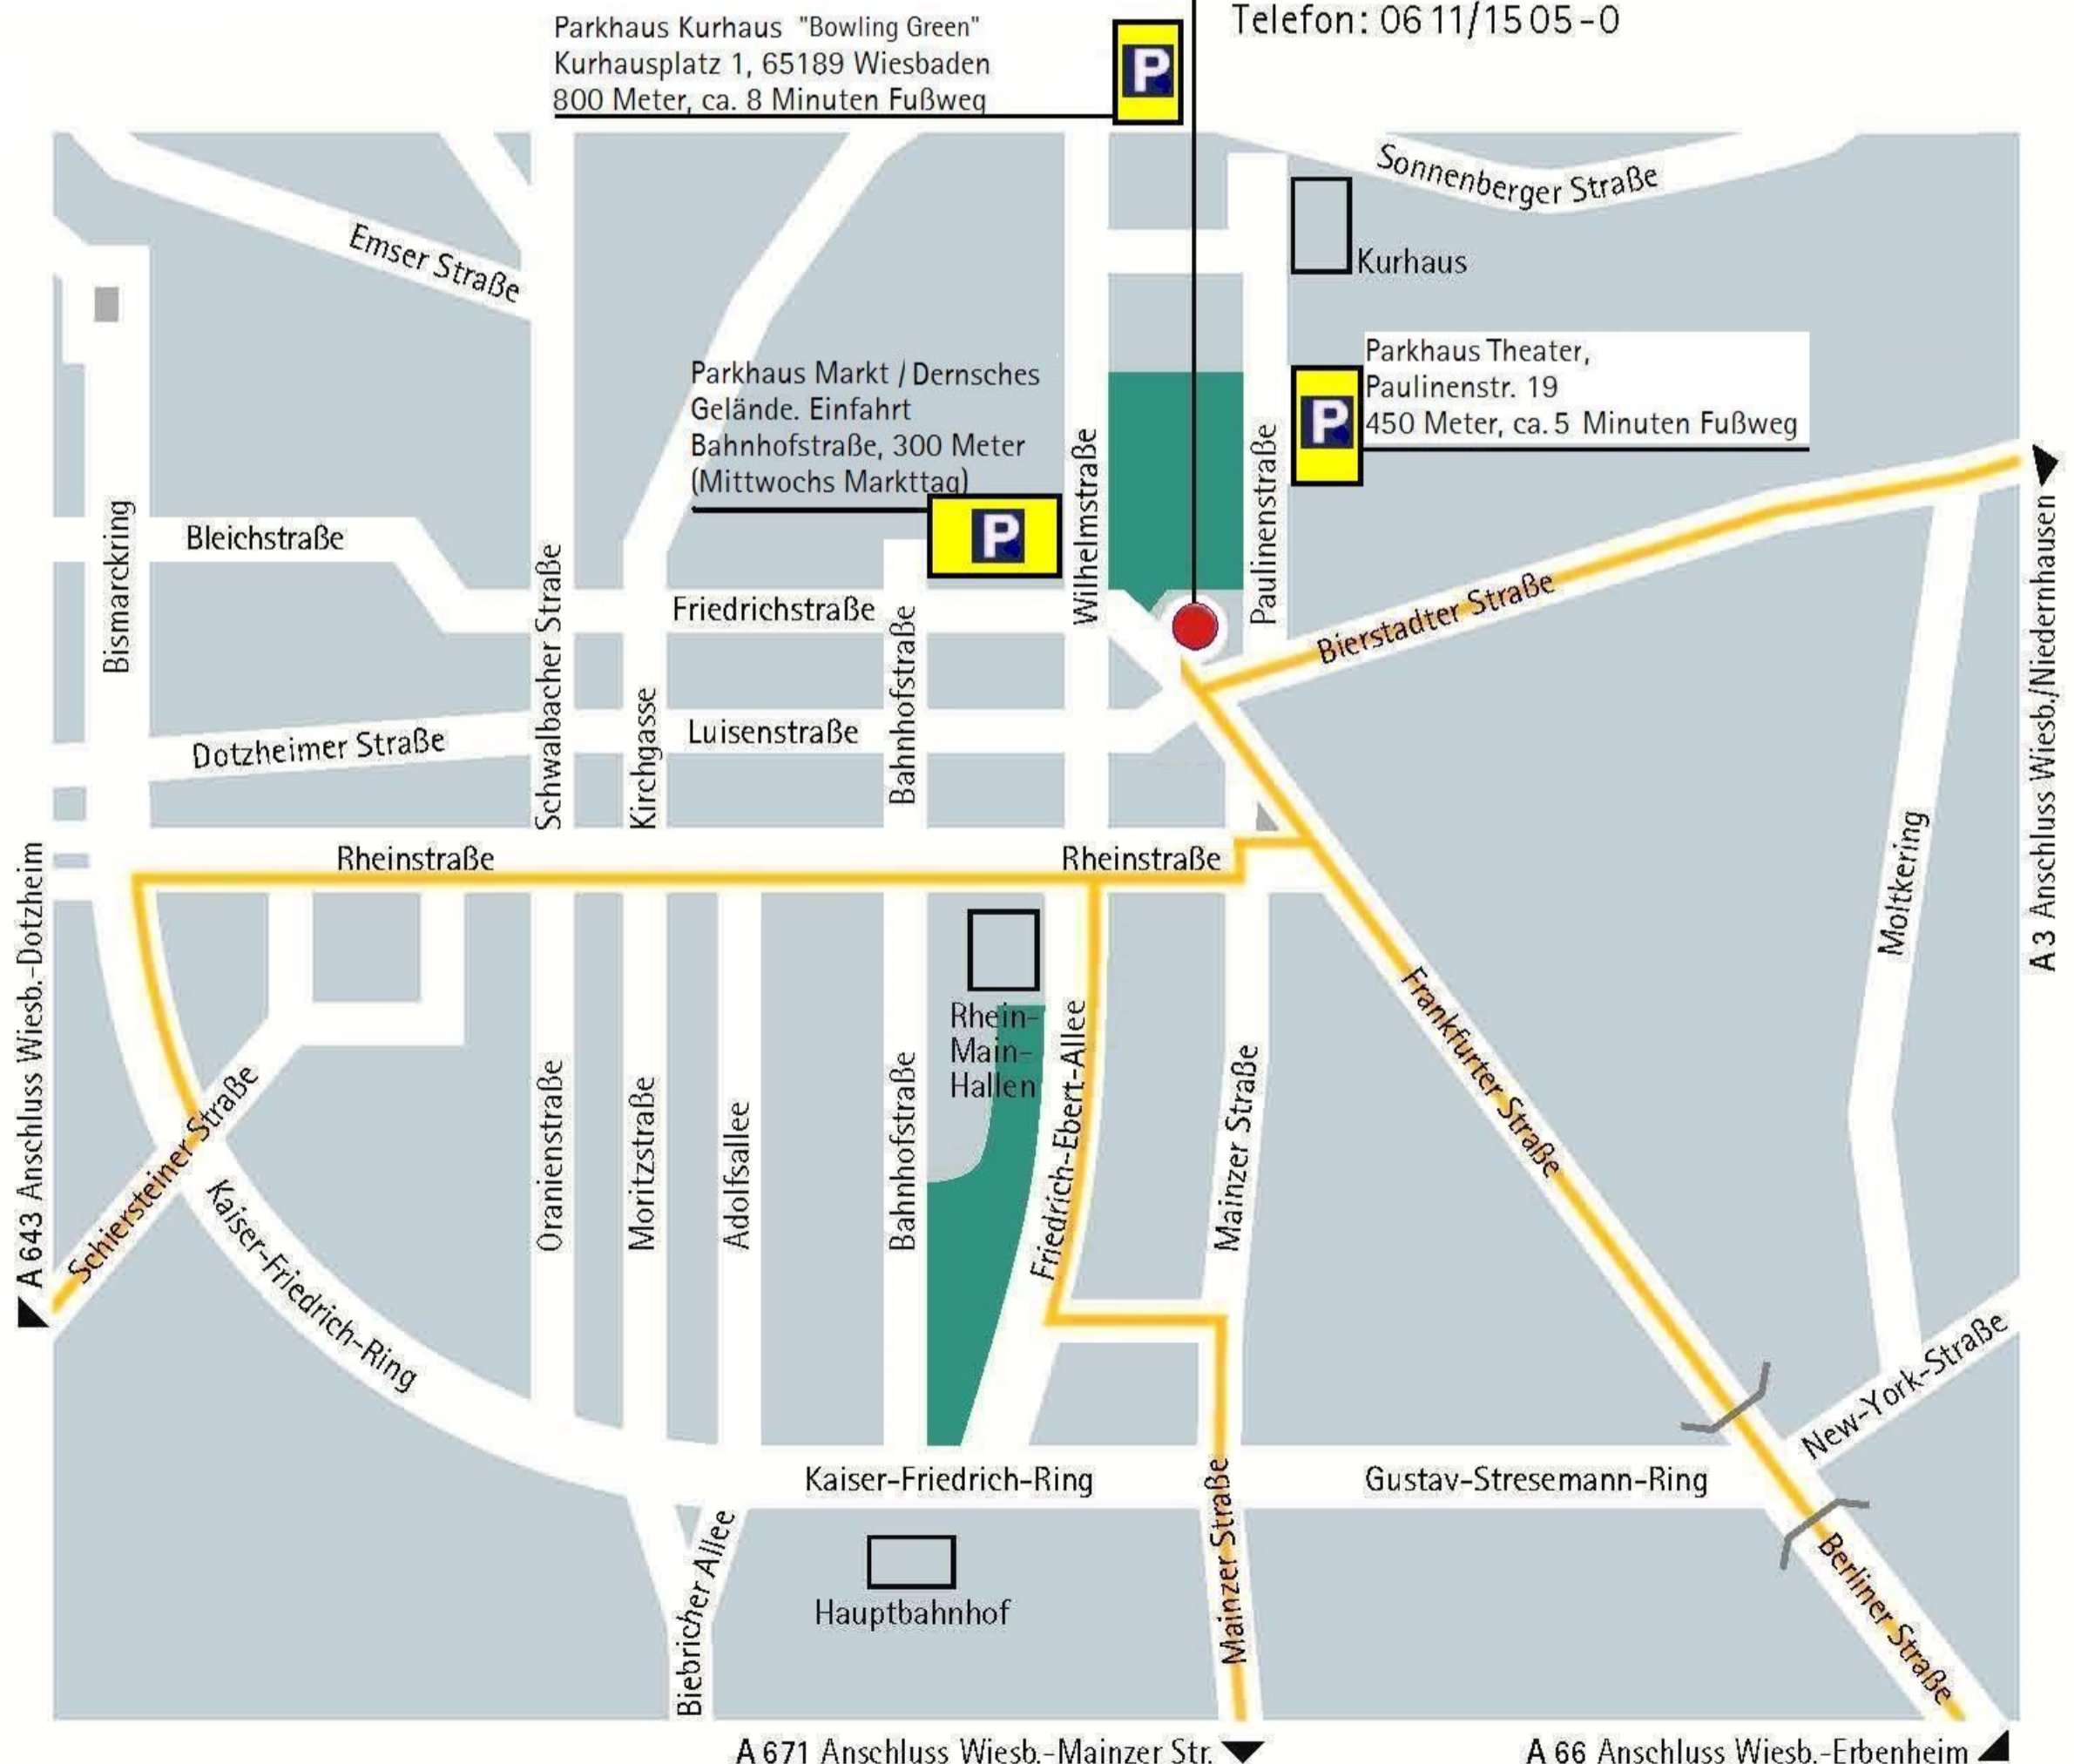 Telefon: 06 11/15 05-0
Parkhaus Kurhaus "Bowling Green"
Kurhausplatz 1, 65189 Wiesbaden
800 Meter, ca. 8 Minuten Fußweg
P
Sonnenberger Straße
Emser Straße
Kurhaus
Parkhaus Theater,
Paulinenstr. 19
450 Meter, ca. 5 Minuten Fußweg
P
Parkhaus Markt / Dernsches
Gelände. Einfahrt
Bahnhofstraße, 300 Meter
(Mittwochs Markttag)
P
Wilhelmstraße
Paulinenstraße
Bismarckring
Bleichstraße
Schwalbacher Straße
Friedrichstraße
Bahnhofstraße
Bierstadter Straße
A 3 Anschluss Wiesb./Niedernhausen
Dotzheimer Straße
Kirchgasse
Luisenstraße
Rheinstraße
Rheinstraße
Moltkering
A 643 Anschluss Wiesb.-Dotzheim
Rhein-
Main-
Hallen
Friedrich-Ebert-Allee
Mainzer Straße
Frankfurter Straße
Schiersteiner Straße
Oranienstraße
Moritzstraße
Adolfsallee
Bahnhofstraße
Kaiser-Friedrich-Ring
New-York-Straße
Kaiser-Friedrich-Ring
Gustav-Stresemann-Ring
Biebricher Allee
Hauptbahnhof
Mainzer Straße
Berliner Straße
A 671 Anschluss Wiesb.-Mainzer Str.
A 66 Anschluss Wiesb.-Erbenheim